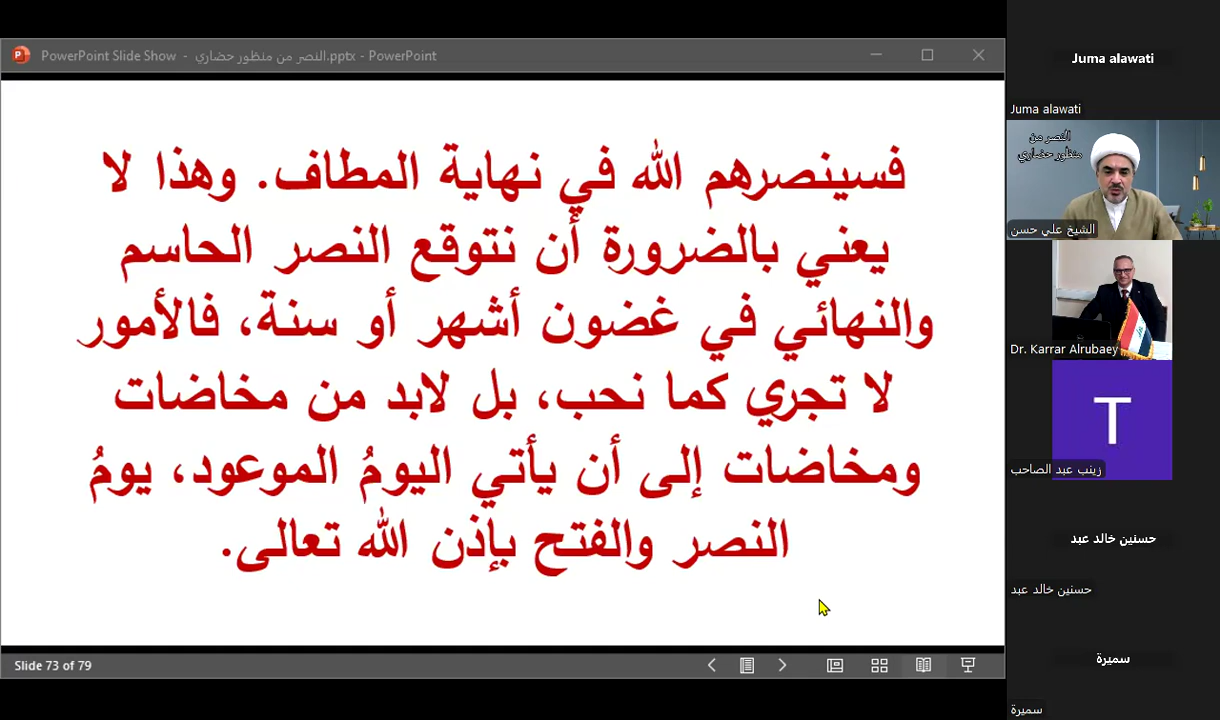 PowerPoint Slide Show - النصر من منظور حضاري.pptx - PowerPoint
فسينصرهم الله في نهاية المطاف. وهذا لا
يعني بالضرورة أن نتوقع النصر الحاسم
والنهائي في غضون أشهر أو سنة، فالأمور
لا تجري كما نحب، بل لابد من مخاضات
ومخاضات إلى أن يأتي اليومُ الموعود، يومُ
النصر والفتح بإذن الله تعالى.
Slide 73 of 79
Juma alawati
Juma alawati
النصر من
منظور حضاري
الشيخ علي حسن
Dr. Karrar Alrubaey
T
زينب عبد الصاحب
حسنين خالد عبد
حسنين خالد عبد
سميرة
سميرة